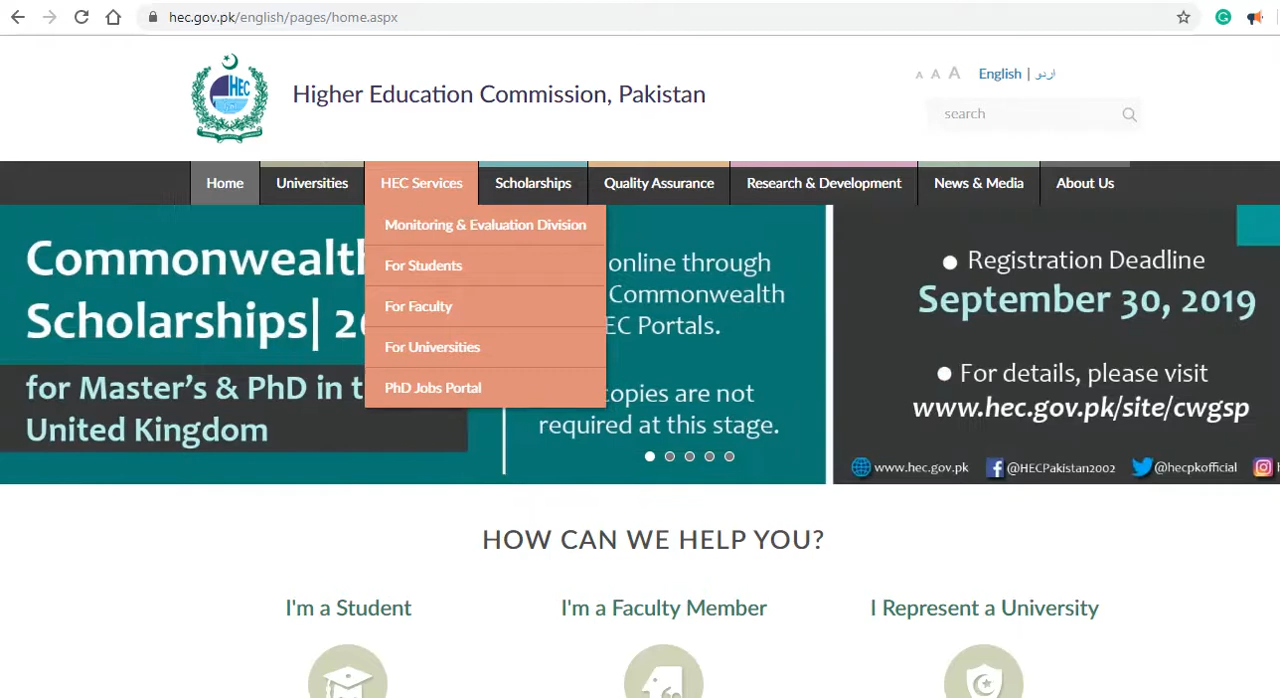 hec.gov.pk/english/pages/home.aspx
HEC
Higher Education Commission, Pakistan
A A A English | اردو
search
Home Universities HEC Services Scholarships Quality Assurance Research & Development News & Media About Us
Monitoring & Evaluation Division
For Students
For Faculty
For Universities
PhD Jobs Portal
Commonwealth
Scholarships|
for Master's & PhD in
United Kingdom
online through
Commonwealth
Portals.
copies are not
required at this stage.
Registration Deadline
September 30, 2019
For details, please visit
www.hec.gov.pk/site/cwgsp
www.hec.gov.pk @HECPakistan2002 @hecpkofficial
HOW CAN WE HELP YOU?
I'm a Student I'm a Faculty Member I Represent a University